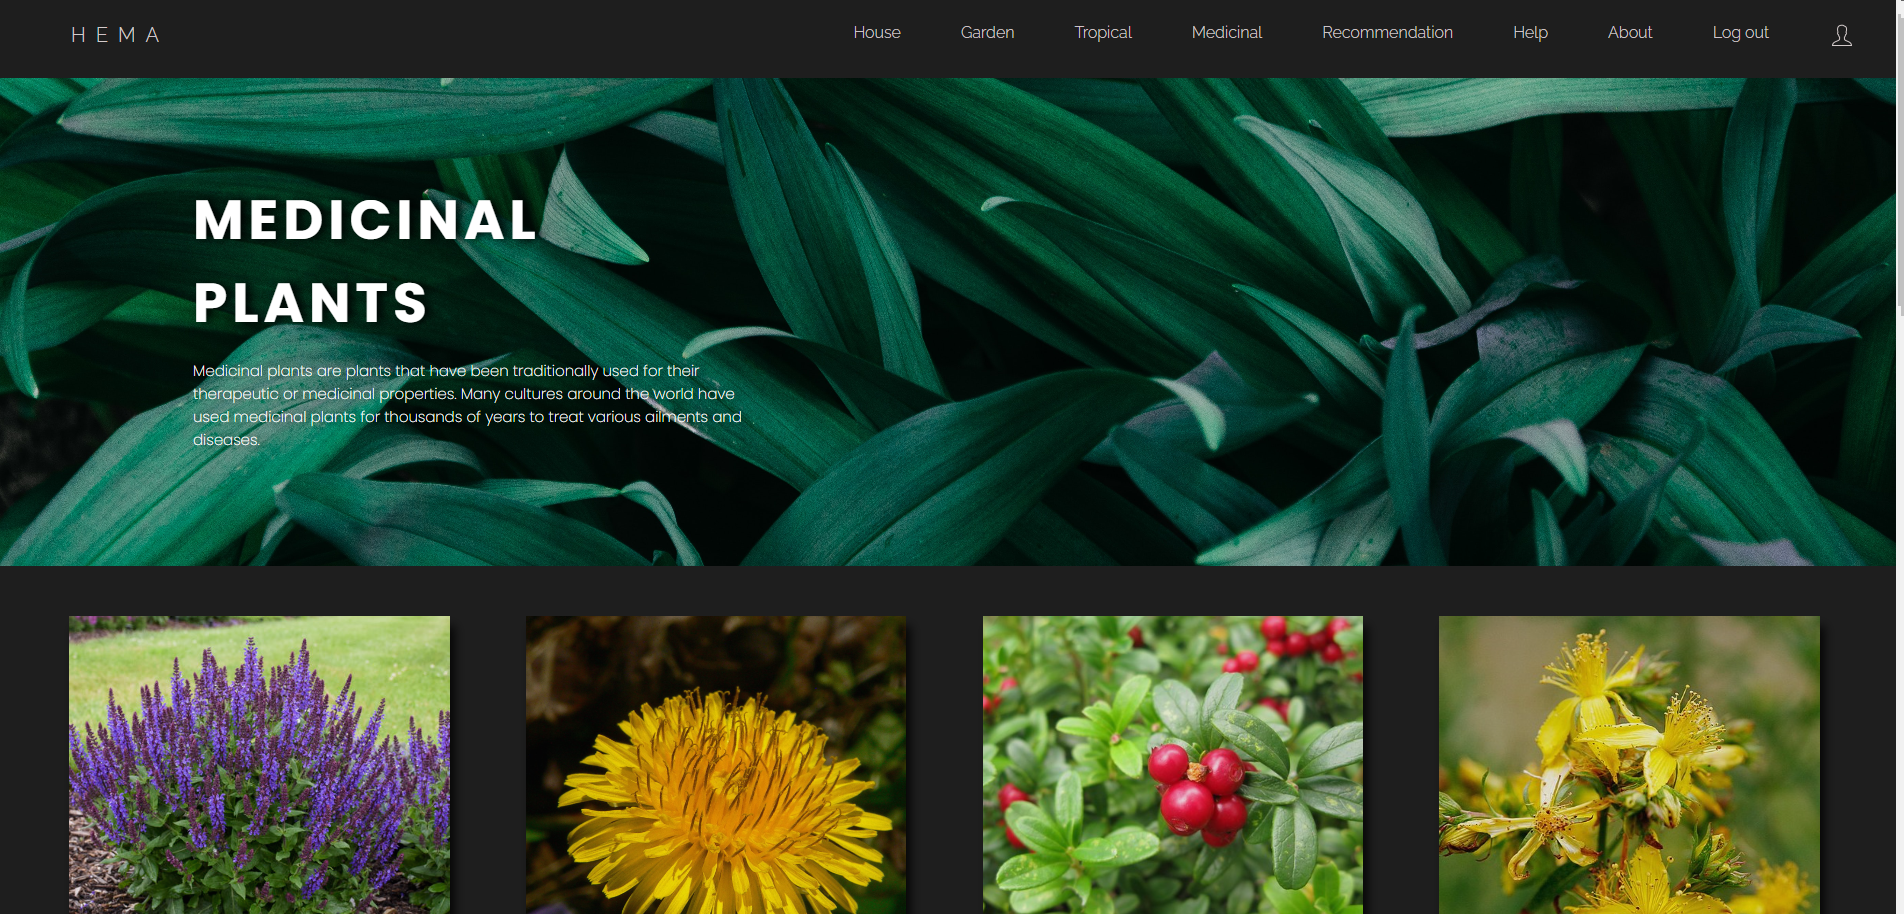 HEMA
House Garden Tropical Medicinal Recommendation Help About Log out
MEDICINAL
PLANTS
Medicinal plants are plants that have been traditionally used for their
therapeutic or medicinal properties. Many cultures around the world have
used medicinal plants for thousands of years to treat various ailments and
diseases.